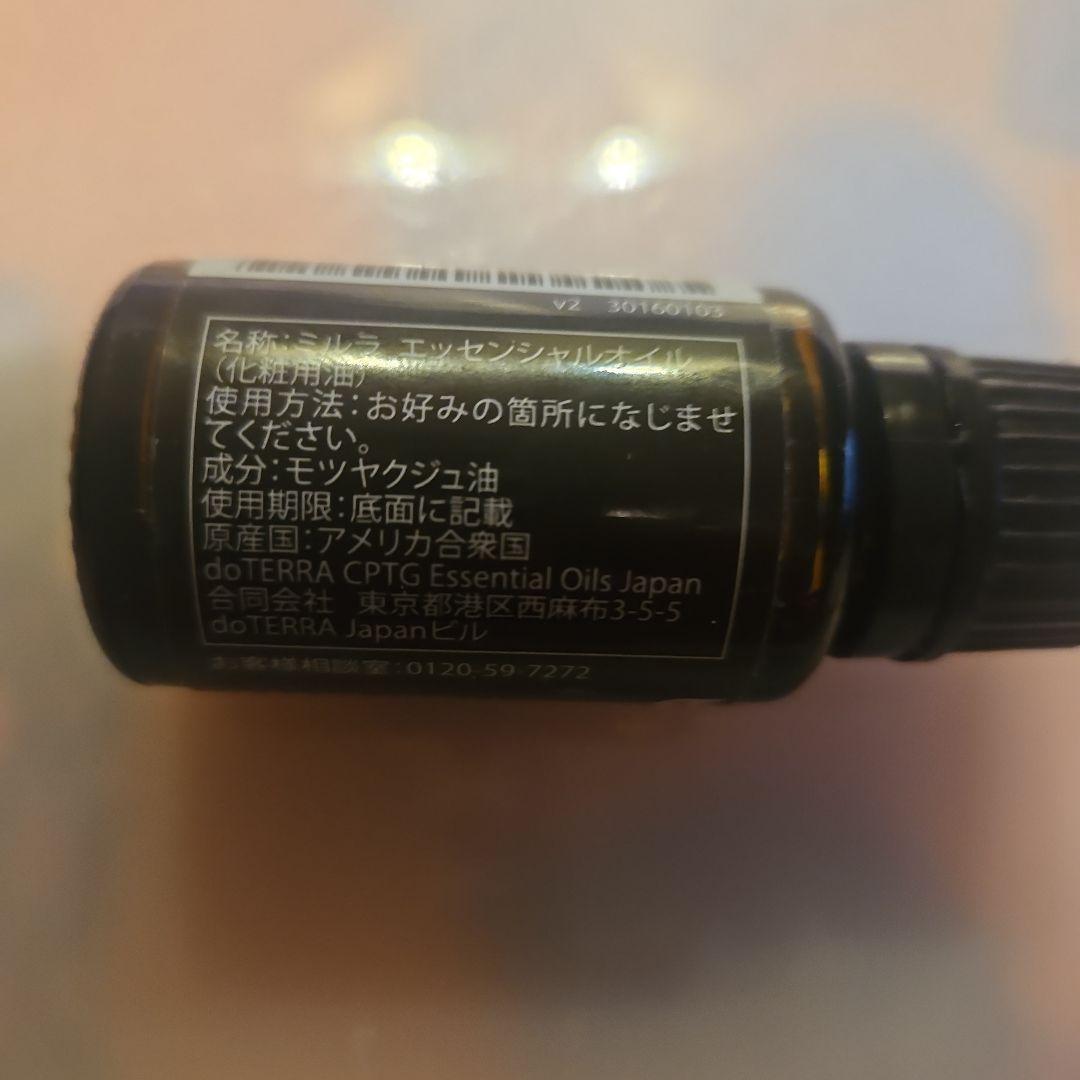 v2 30160103
名称：ミルラ エッセンシャルオイル
（化粧用油）
使用方法：お好みの箇所になじませ
てください。
成分：モツヤクジュ油
使用期限：底面に記載
原産国：アメリカ合衆国
doTERRA CPTG Essential Oils Japan
合同会社 東京都港区西麻布3-5-5
doTERRA Japanビル
お客様相談室：0120-59-7272